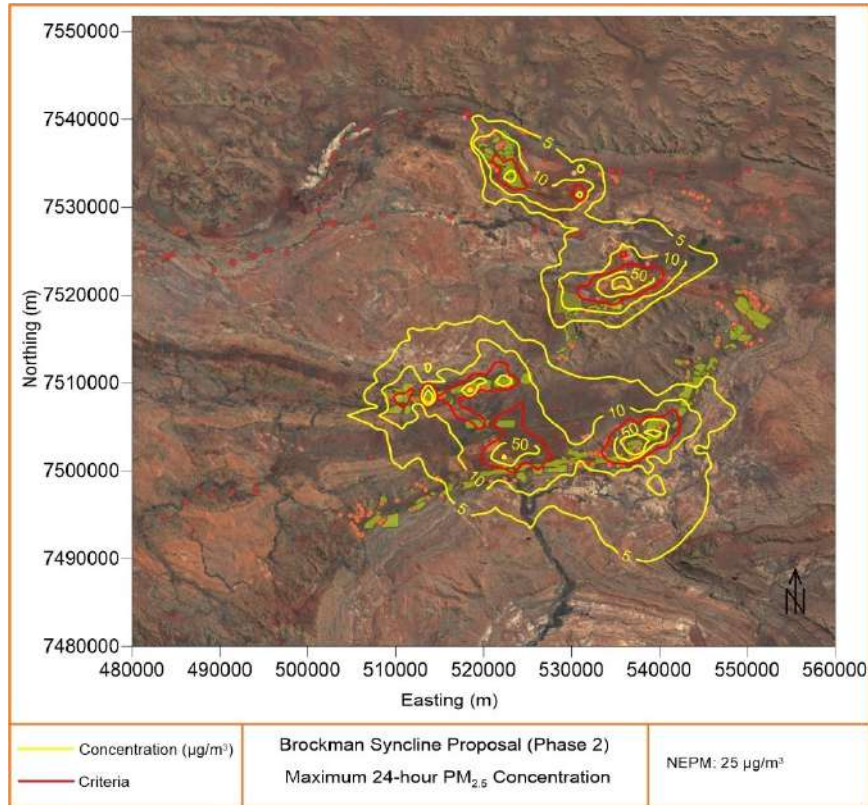 7550000
7540000
7530000
7520000
7510000
7500000
7490000
7480000
Northing (m)
5
10
5
10
50
10
50
50
10
5
5
N
480000 490000 500000 510000 520000 530000 540000 550000 560000
Easting (m)
Concentration (µg/m³)
Criteria
Brockman Syncline Proposal (Phase 2)
Maximum 24-hour PM₂.₅ Concentration
NEPM: 25 µg/m³